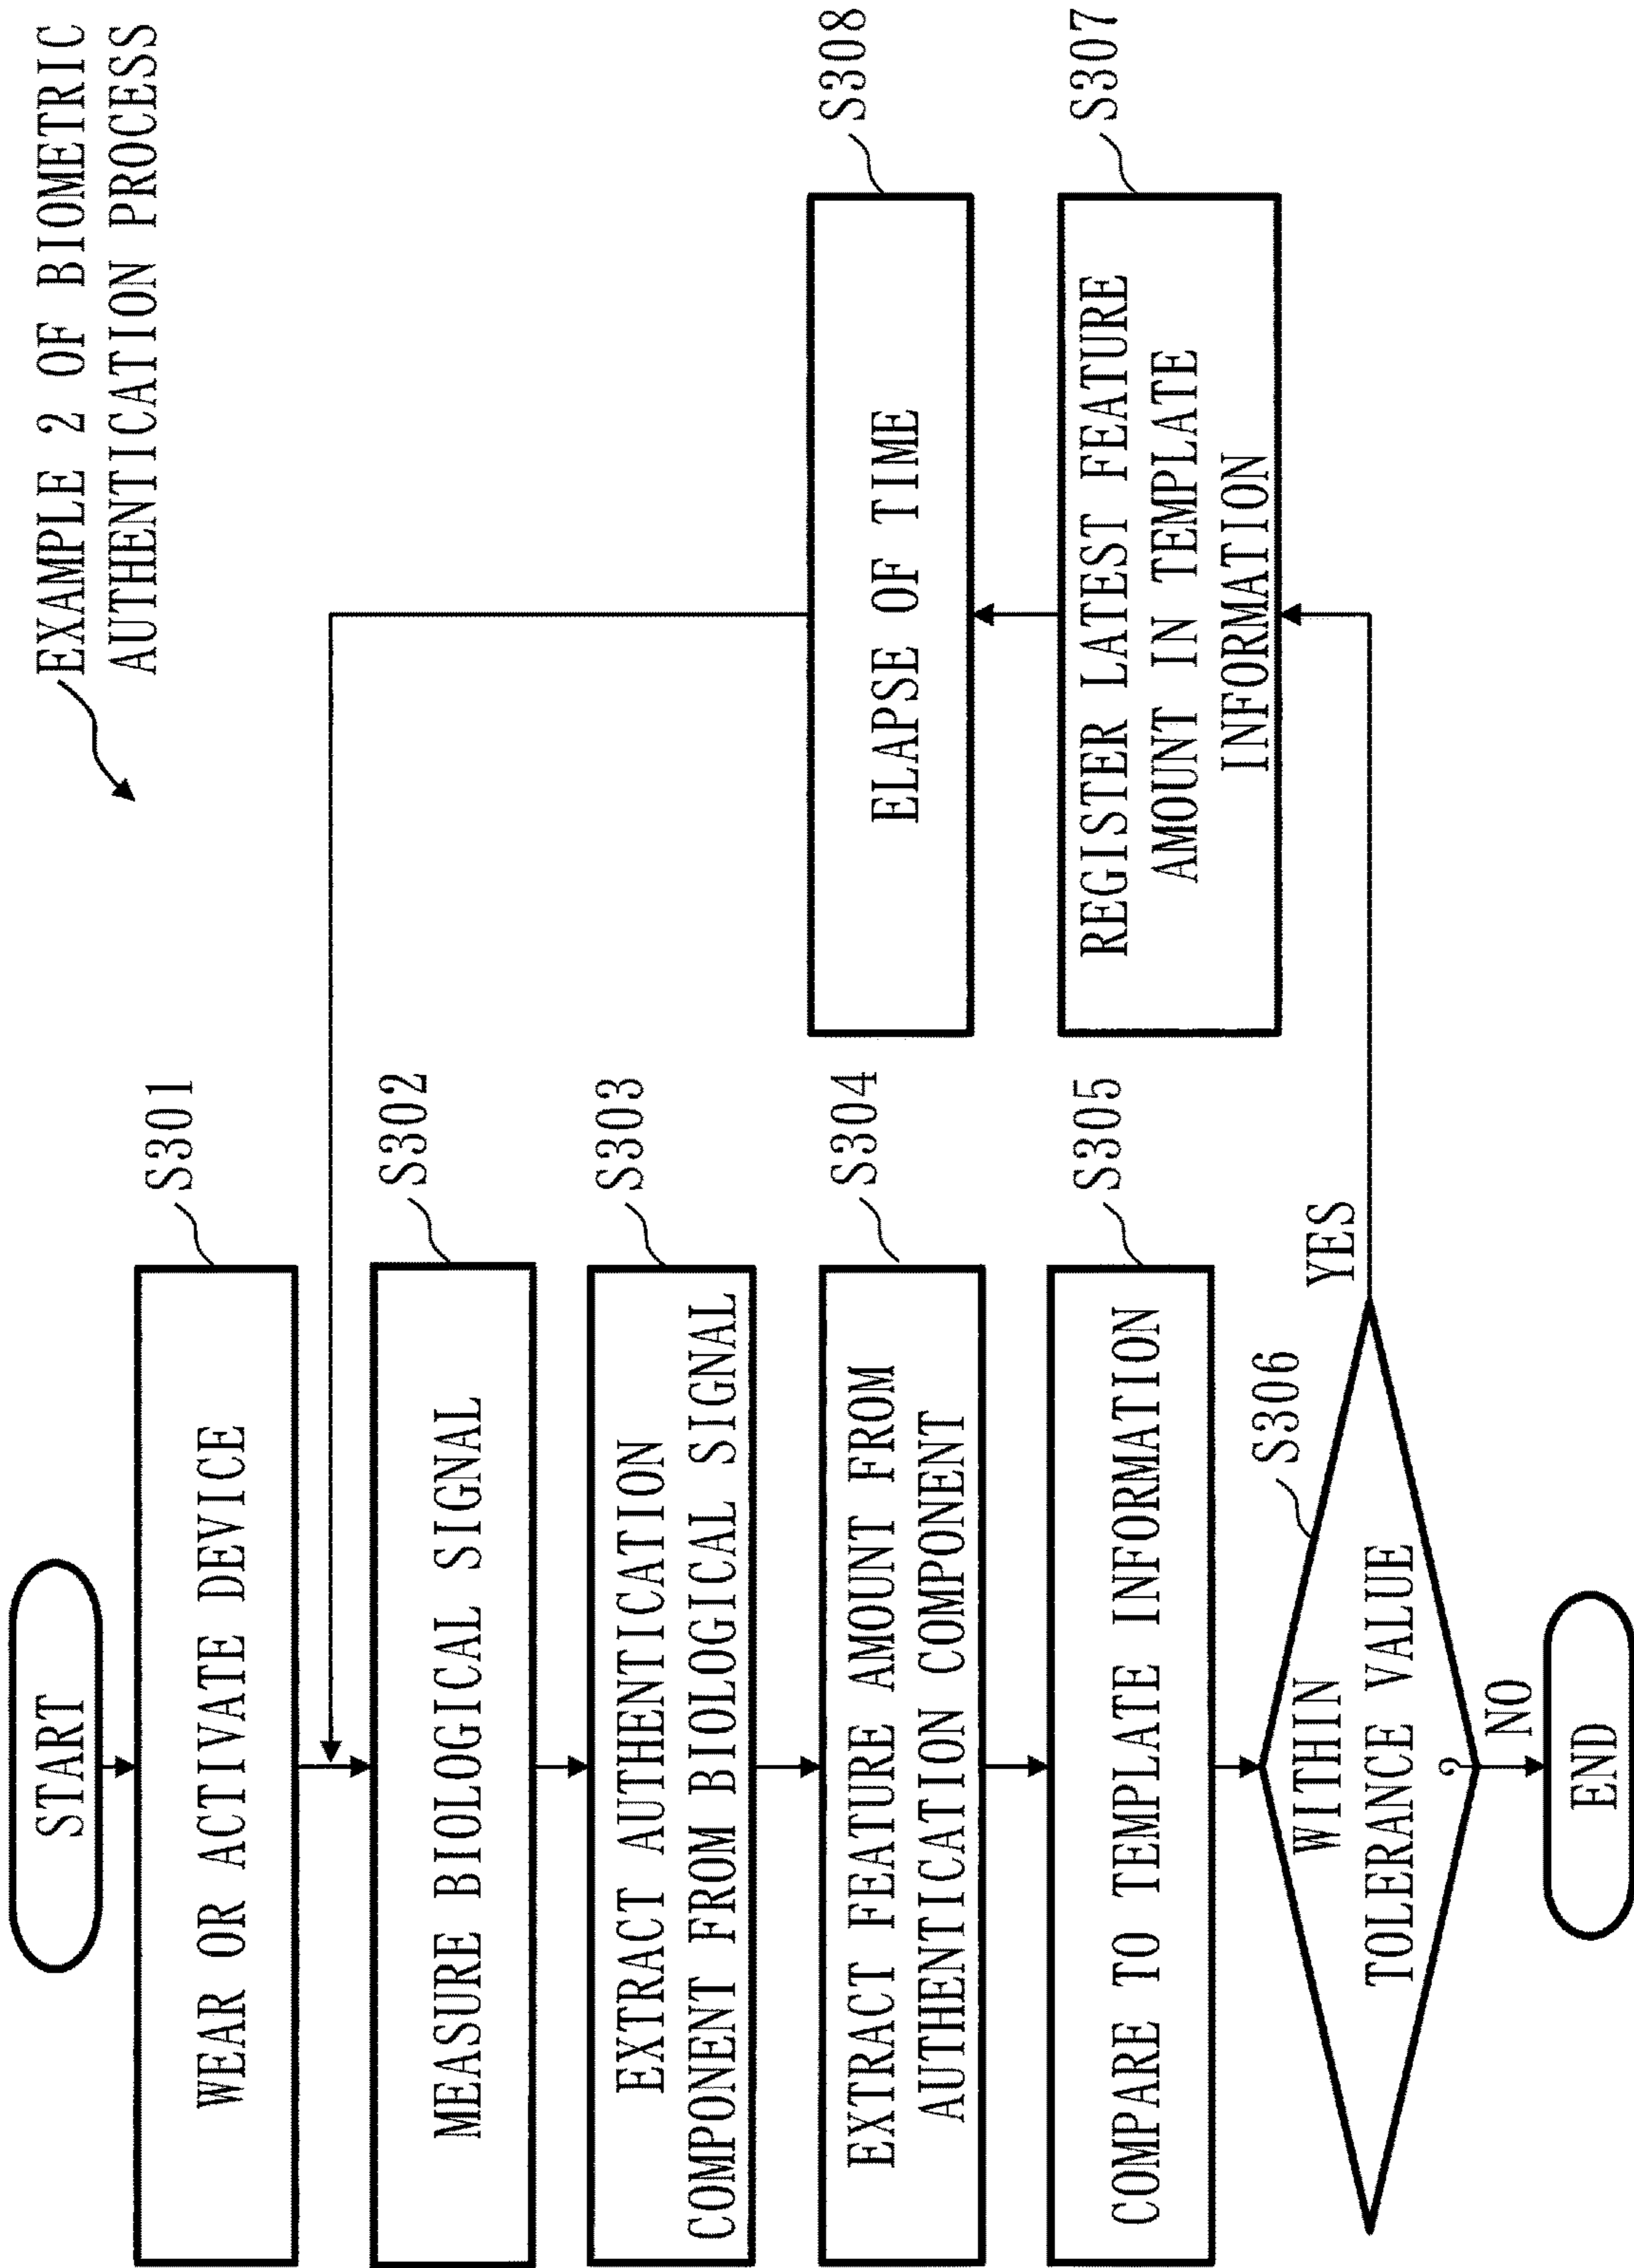 EXAMPLE 2 OF BIOMETRIC
AUTHENTICATION PROCESS
START
S301
WEAR OR ACTIVATE DEVICE
S302
MEASURE BIOLOGICAL SIGNAL
S303
EXTRACT AUTHENTICATION
COMPONENT FROM BIOLOGICAL SIGNAL
S304
EXTRACT FEATURE AMOUNT FROM
AUTHENTICATION COMPONENT
S305
COMPARE TO TEMPLATE INFORMATION
S306
WITHIN
TOLERANCE VALUE
?
YES
NO
END
S308
ELAPSE OF TIME
S307
REGISTER LATEST FEATURE
AMOUNT IN TEMPLATE
INFORMATION